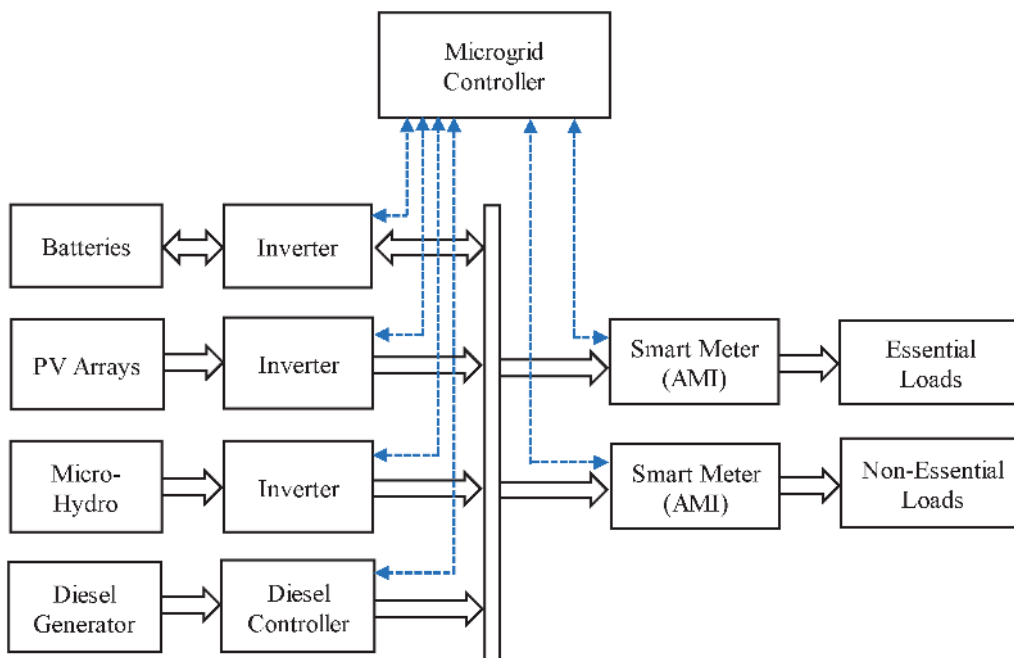 Microgrid
Controller
Batteries
Inverter
PV Arrays
Inverter
Smart Meter
(AMI)
Essential
Loads
Micro-
Hydro
Inverter
Smart Meter
(AMI)
Non-Essential
Loads
Diesel
Generator
Diesel
Controller